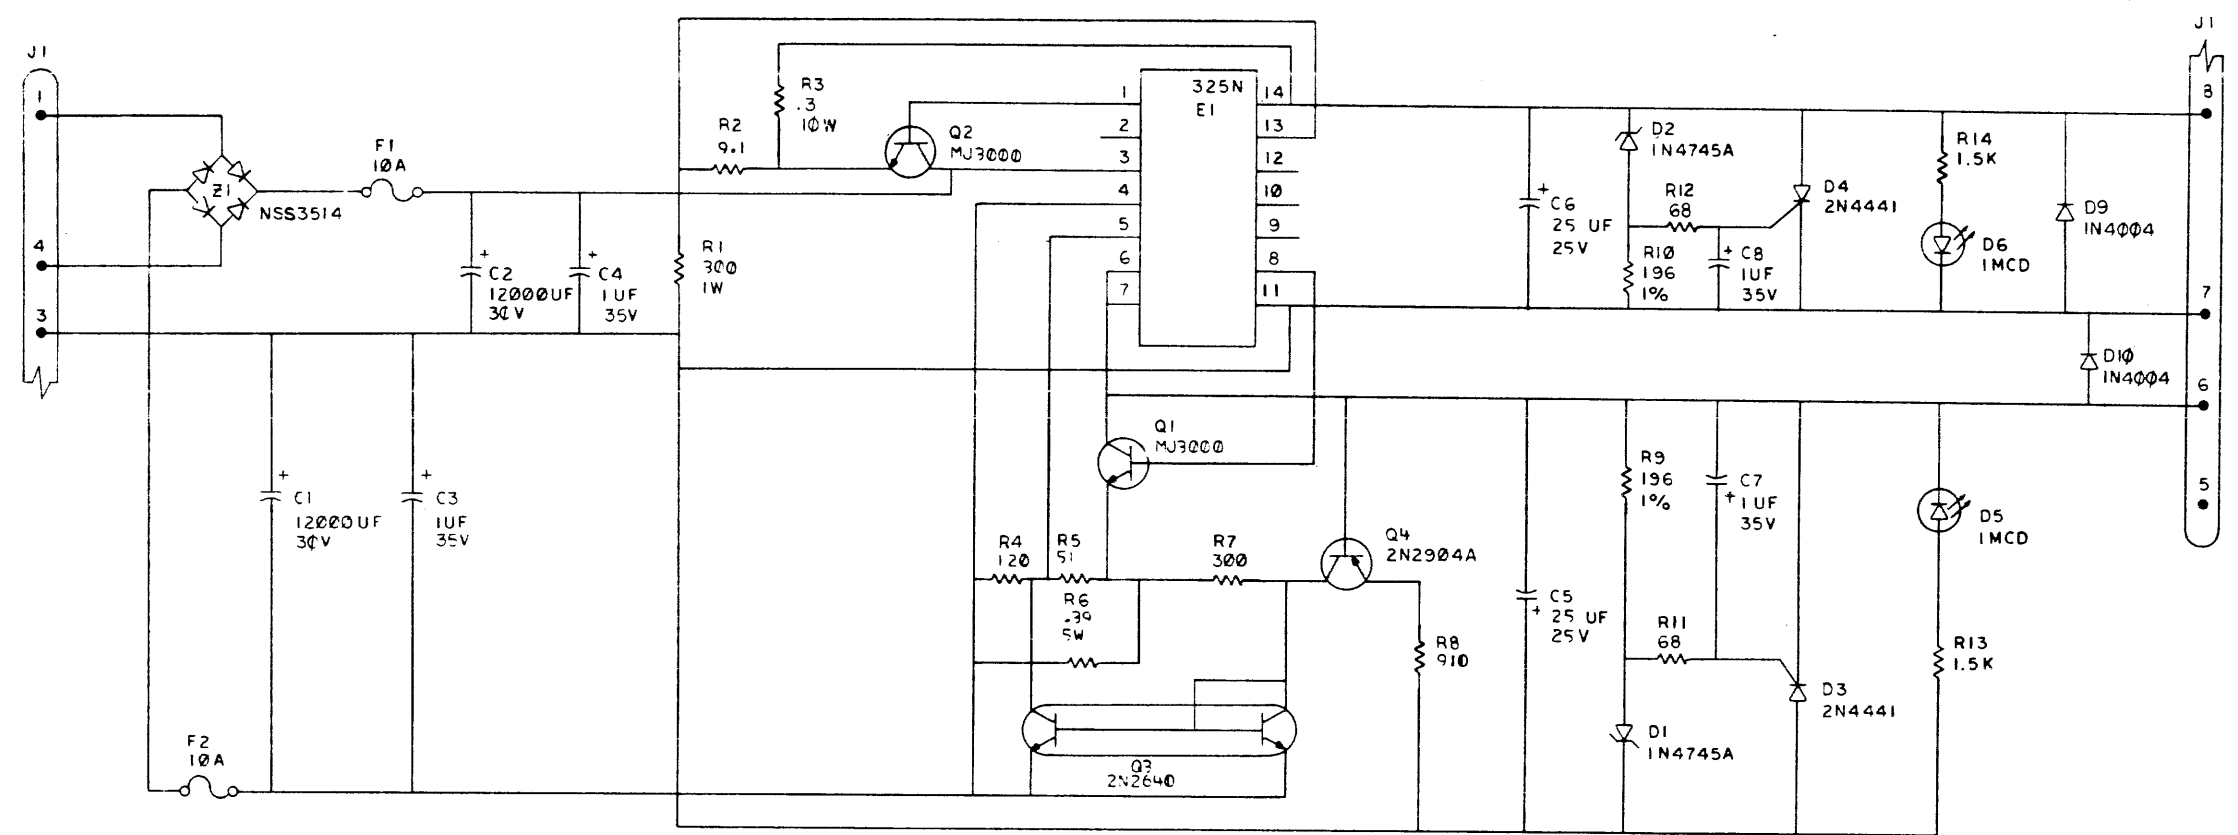 J1
1
4
3
Z1
NSS3514
F1
10A
F2
10A
C1
12000UF
30V
C3
1UF
35V
C2
12000UF
30V
C4
1UF
35V
R1
300
1W
R2
9.1
R3
.3
10W
Q2
MJ3000
325N
E1
1
2
3
4
5
6
7
14
13
12
10
9
8
11
Q1
MJ3000
R4
120
R5
51
R6
.39
5W
R7
300
Q3
2N2640
Q4
2N2904A
R8
910
C6
25 UF
25V
D2
1N4745A
R12
68
R10
196
1%
C8
1UF
35V
D4
2N4441
R14
1.5K
D6
1MCD
D9
1N4004
D10
1N4004
C5
25 UF
25V
R9
196
1%
C7
1UF
35V
R11
68
D1
1N4745A
D3
2N4441
D5
1MCD
R13
1.5K
J1
8
7
6
5